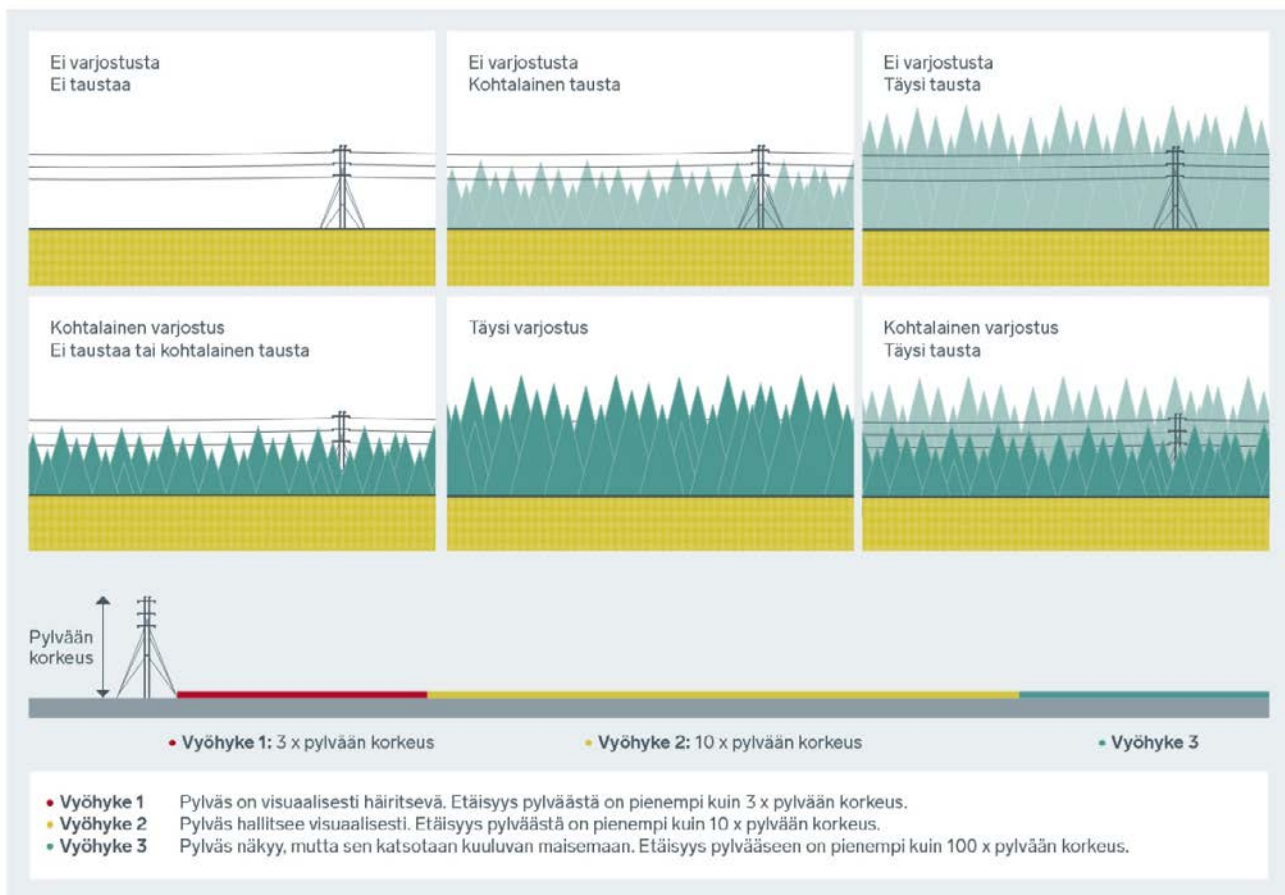 Ei varjostusta
Ei taustaa
Ei varjostusta
Kohtalainen tausta
Ei varjostusta
Täysi tausta
Kohtalainen varjostus
Ei taustaa tai kohtalainen tausta
Täysi varjostus
Kohtalainen varjostus
Täysi tausta
Pylvään
korkeus
• Vyöhyke 1: 3 x pylvään korkeus
• Vyöhyke 2: 10 x pylvään korkeus
• Vyöhyke 3
• Vyöhyke 1 Pylväs on visuaalisesti häiritsevä. Etäisyys pylväästä on pienempi kuin 3 x pylvään korkeus.
• Vyöhyke 2 Pylväs hallitsee visuaalisesti. Etäisyys pylväästä on pienempi kuin 10 x pylvään korkeus.
• Vyöhyke 3 Pylväs näkyy, mutta sen katsotaan kuuluvan maisemaan. Etäisyys pylvääseen on pienempi kuin 100 x pylvään korkeus.